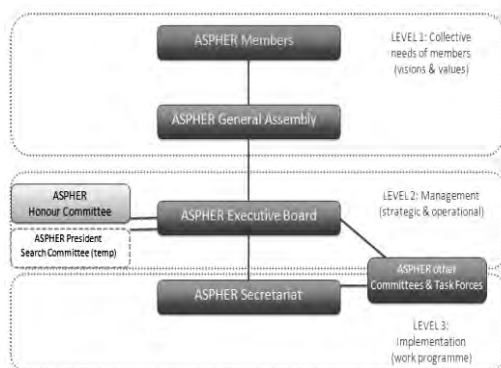 ASPHER Members
LEVEL 1: Collective
needs of members
(visions & values)
ASPHER General Assembly
ASPHER
Honour Committee
ASPHER President
Search Committee (temp)
ASPHER Executive Board
LEVEL 2: Management
(strategic & operational)
ASPHER other
Committees & Task Forces
ASPHER Secretariat
LEVEL 3:
Implementation
(work programme)